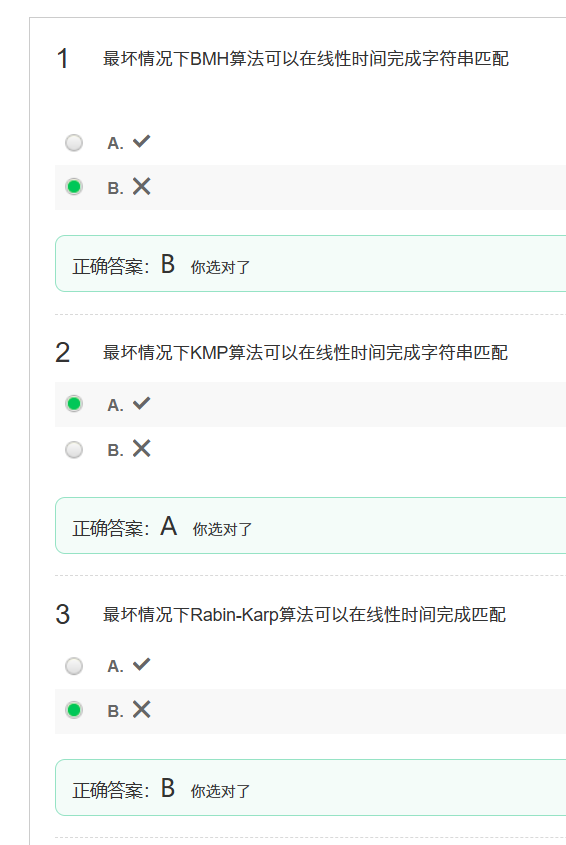 1 最坏情况下BMH算法可以在线性时间完成字符串匹配
A. ✔
B. ✕
正确答案：B 你选对了
2 最坏情况下KMP算法可以在线性时间完成字符串匹配
A. ✔
B. ✕
正确答案：A 你选对了
3 最坏情况下Rabin-Karp算法可以在线性时间完成匹配
A. ✔
B. ✕
正确答案：B 你选对了